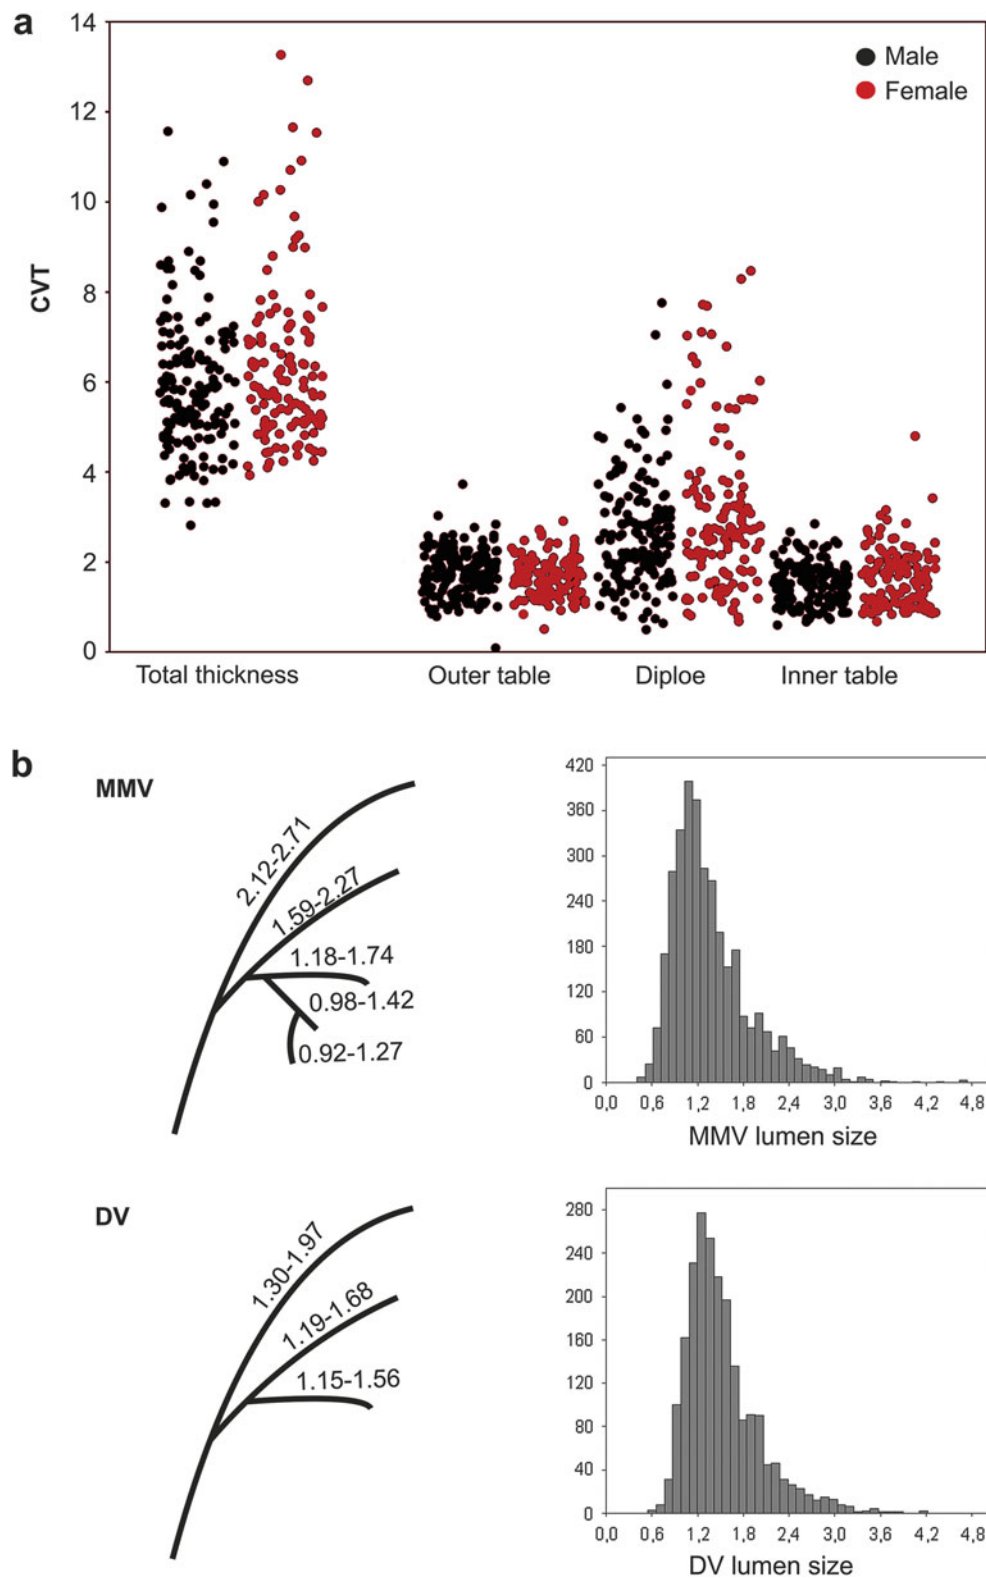 a
14
12
10
8
6
4
2
0
CVT
Male
Female
Total thickness Outer table Diploe Inner table
b
MMV
2.12-2.71
1.59-2.27
1.18-1.74
0.98-1.42
0.92-1.27
420
360
300
240
180
120
60
0
0,0 0,6 1,2 1,8 2,4 3,0 3,6 4,2 4,8
MMV lumen size
DV
1.30-1.97
1.19-1.68
1.15-1.56
280
240
200
160
120
80
40
0
0,0 0,6 1,2 1,8 2,4 3,0 3,6 4,2 4,8
DV lumen size